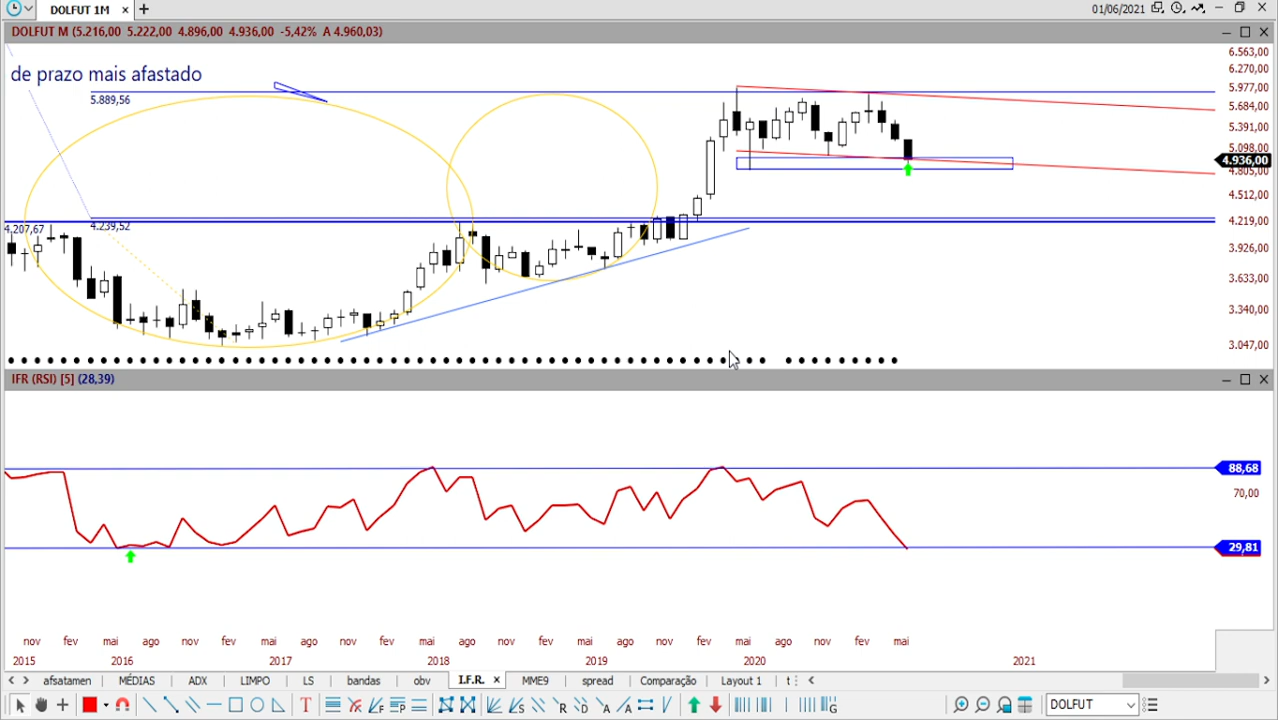 DOLFUT 1M
01/06/2021
DOLFUT M (5.216,00 5.222,00 4.896,00 4.936,00 -5,42% A 4.960,03)
de prazo mais afastado
5.889,56
4.207,67
4.239,52
6.563,00
6.270,00
5.977,00
5.684,00
5.391,00
5.098,00
4.936,00
4.805,00
4.512,00
4.219,00
3.926,00
3.633,00
3.340,00
3.047,00
IFR (RSI) [5] (28,39)
88,68
70,00
29,81
nov fev mai ago nov fev mai ago nov fev mai ago nov fev mai ago nov fev mai ago nov fev mai
2015 2016 2017 2018 2019 2020 2021
afsatamen MÉDIAS ADX LIMPO LS bandas obv I.F.R. MME9 spread Comparação Layout 1 t
DOLFUT